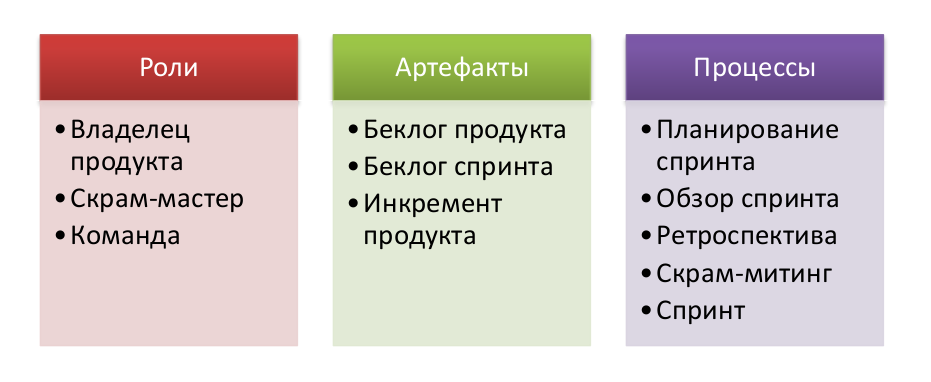 Роли
• Владелец
продукта
• Скрам-мастер
• Команда
Артефакты
• Беклог продукта
• Беклог спринта
• Инкремент
продукта
Процессы
• Планирование
спринта
• Обзор спринта
• Ретроспектива
• Скрам-митинг
• Спринт